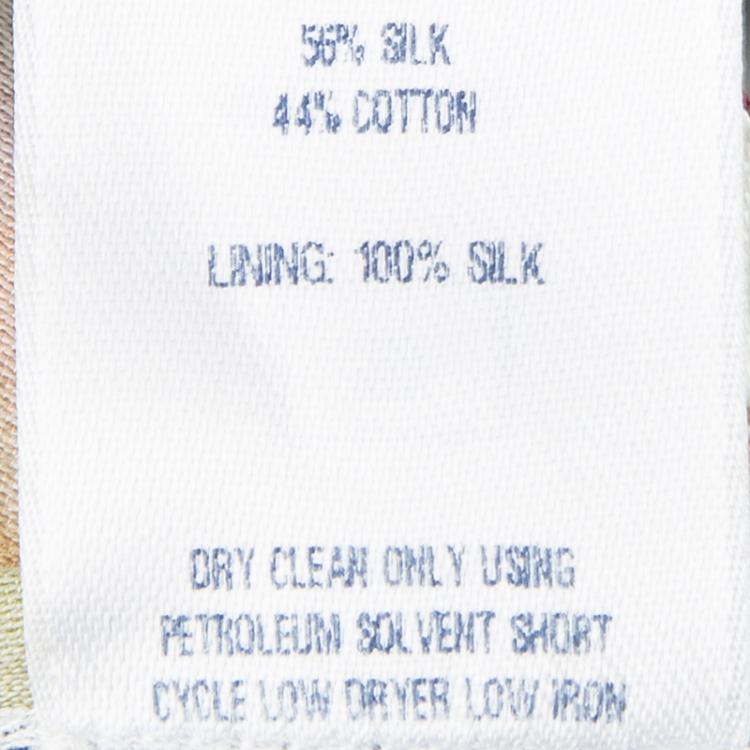 56% SILK
44% COTTON
LINING: 100% SILK
DRY CLEAN ONLY USING
PETROLEUM SOLVENT SHORT
CYCLE LOW DRYER LOW IRON